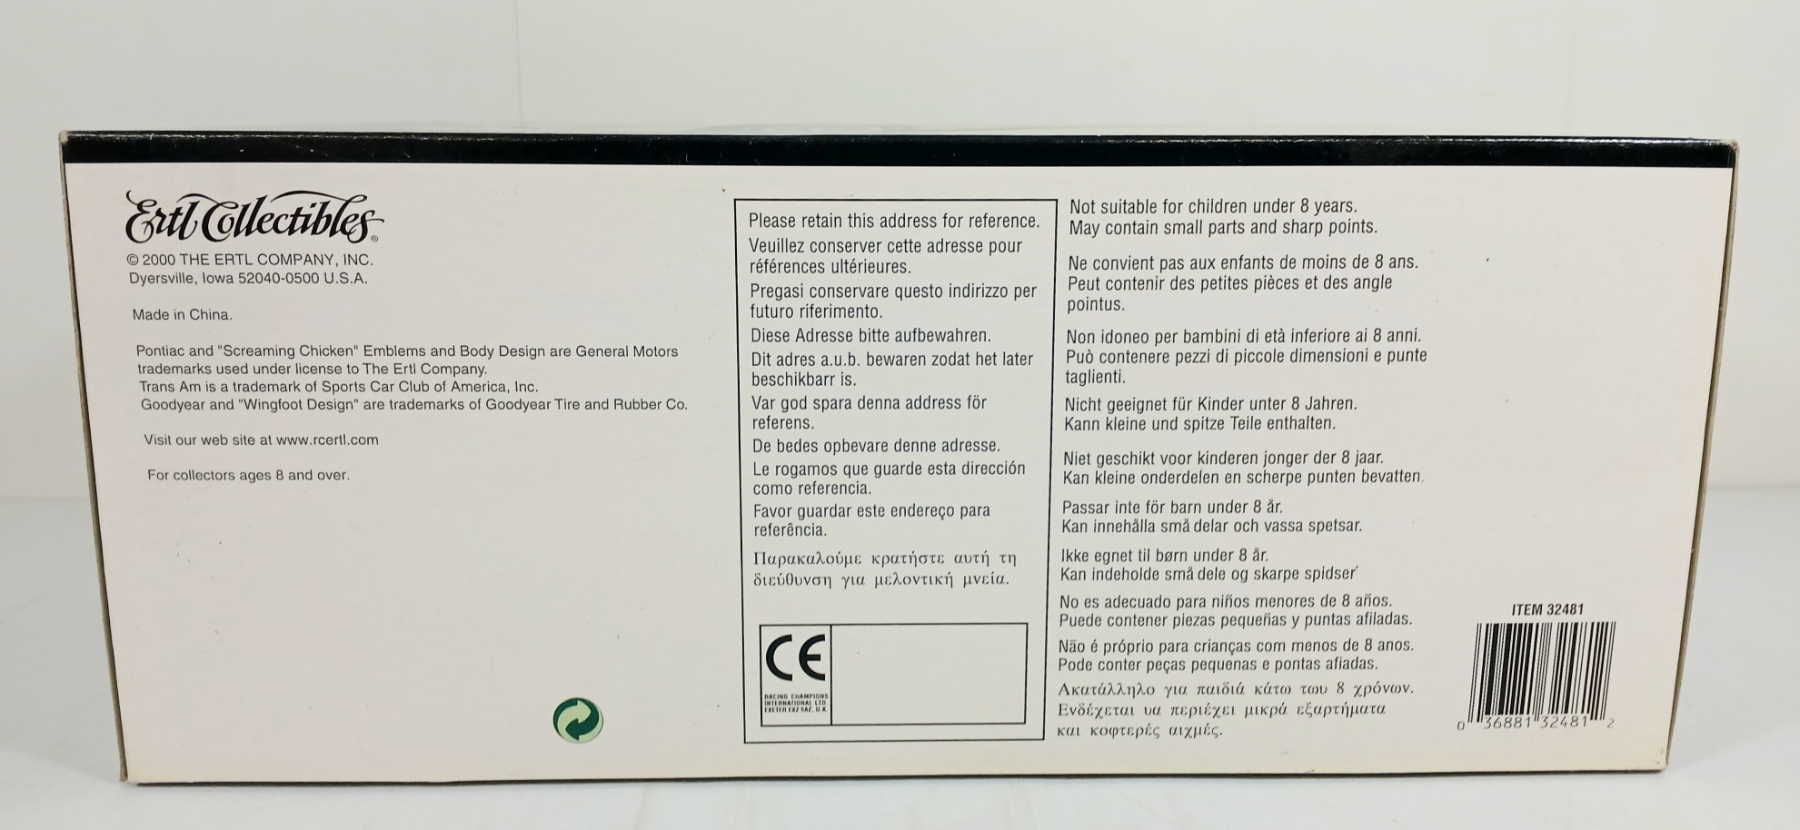 Ertl Collectibles®
© 2000 THE ERTL COMPANY, INC.
Dyersville, Iowa 52040-0500 U.S.A.
Made in China.
Pontiac and "Screaming Chicken" Emblems and Body Design are General Motors
trademarks used under license to The Ertl Company.
Trans Am is a trademark of Sports Car Club of America, Inc.
Goodyear and "Wingfoot Design" are trademarks of Goodyear Tire and Rubber Co.
Visit our web site at www.rcertl.com
For collectors ages 8 and over.
Please retain this address for reference.
Veuillez conserver cette adresse pour
références ultérieures.
Pregasi conservare questo indirizzo per
futuro riferimento.
Diese Adresse bitte aufbewahren.
Dit adres a.u.b. bewaren zodat het later
beschikbarr is.
Var god spara denna address för
referens.
De bedes opbevare denne adresse.
Le rogamos que guarde esta dirección
como referencia.
Favor guardar este endereço para
referência.
Παρακαλούμε κρατήστε αυτή τη
διεύθυνση για μελοντική μνεία.
CE
RACING CHAMPIONS
INTERNATIONAL LTD
EXETER EX2 5AZ, U.K.
Not suitable for children under 8 years.
May contain small parts and sharp points.
Ne convient pas aux enfants de moins de 8 ans.
Peut contenir des petites pièces et des angle
pointus.
Non idoneo per bambini di età inferiore ai 8 anni.
Può contenere pezzi di piccole dimensioni e punte
taglienti.
Nicht geeignet für Kinder unter 8 Jahren.
Kann kleine und spitze Teile enthalten.
Niet geschikt voor kinderen jonger der 8 jaar.
Kan kleine onderdelen en scherpe punten bevatten.
Passar inte för barn under 8 år.
Kan innehålla små delar och vassa spetsar.
Ikke egnet til børn under 8 år.
Kan indeholde små dele og skarpe spidser
No es adecuado para niños menores de 8 años.
Puede contener piezas pequeñas y puntas afiladas.
Não é próprio para crianças com menos de 8 anos.
Pode conter peças pequenas e pontas afiadas.
Ακατάλληλο για παιδιά κάτω των 8 χρόνων.
Ενδέχεται υα περιέχει μικρά εξαρτήματα
και κοφτερές αιχμές.
ITEM 32481
0 36881 32481 2